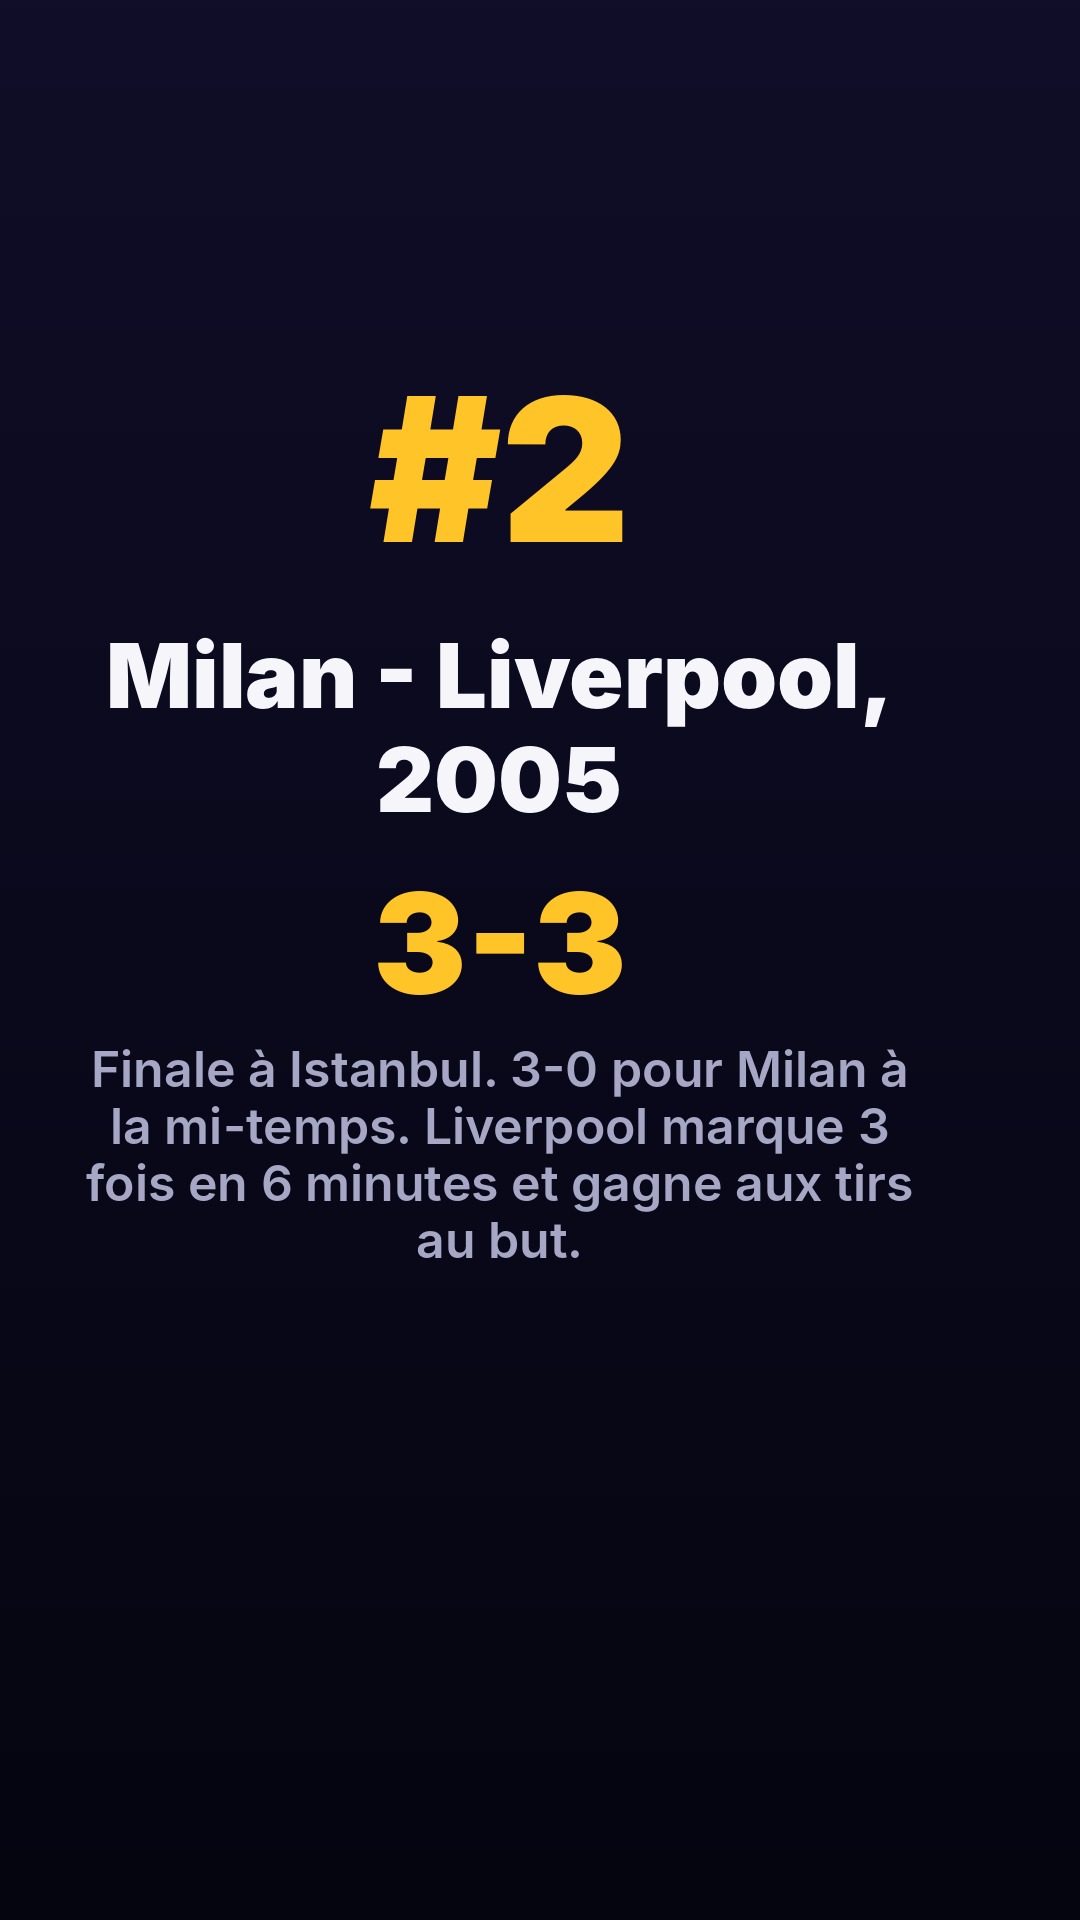 #2
Milan - Liverpool,
2005
3-3
Finale à Istanbul. 3-0 pour Milan à
la mi-temps. Liverpool marque 3
fois en 6 minutes et gagne aux tirs
au but.